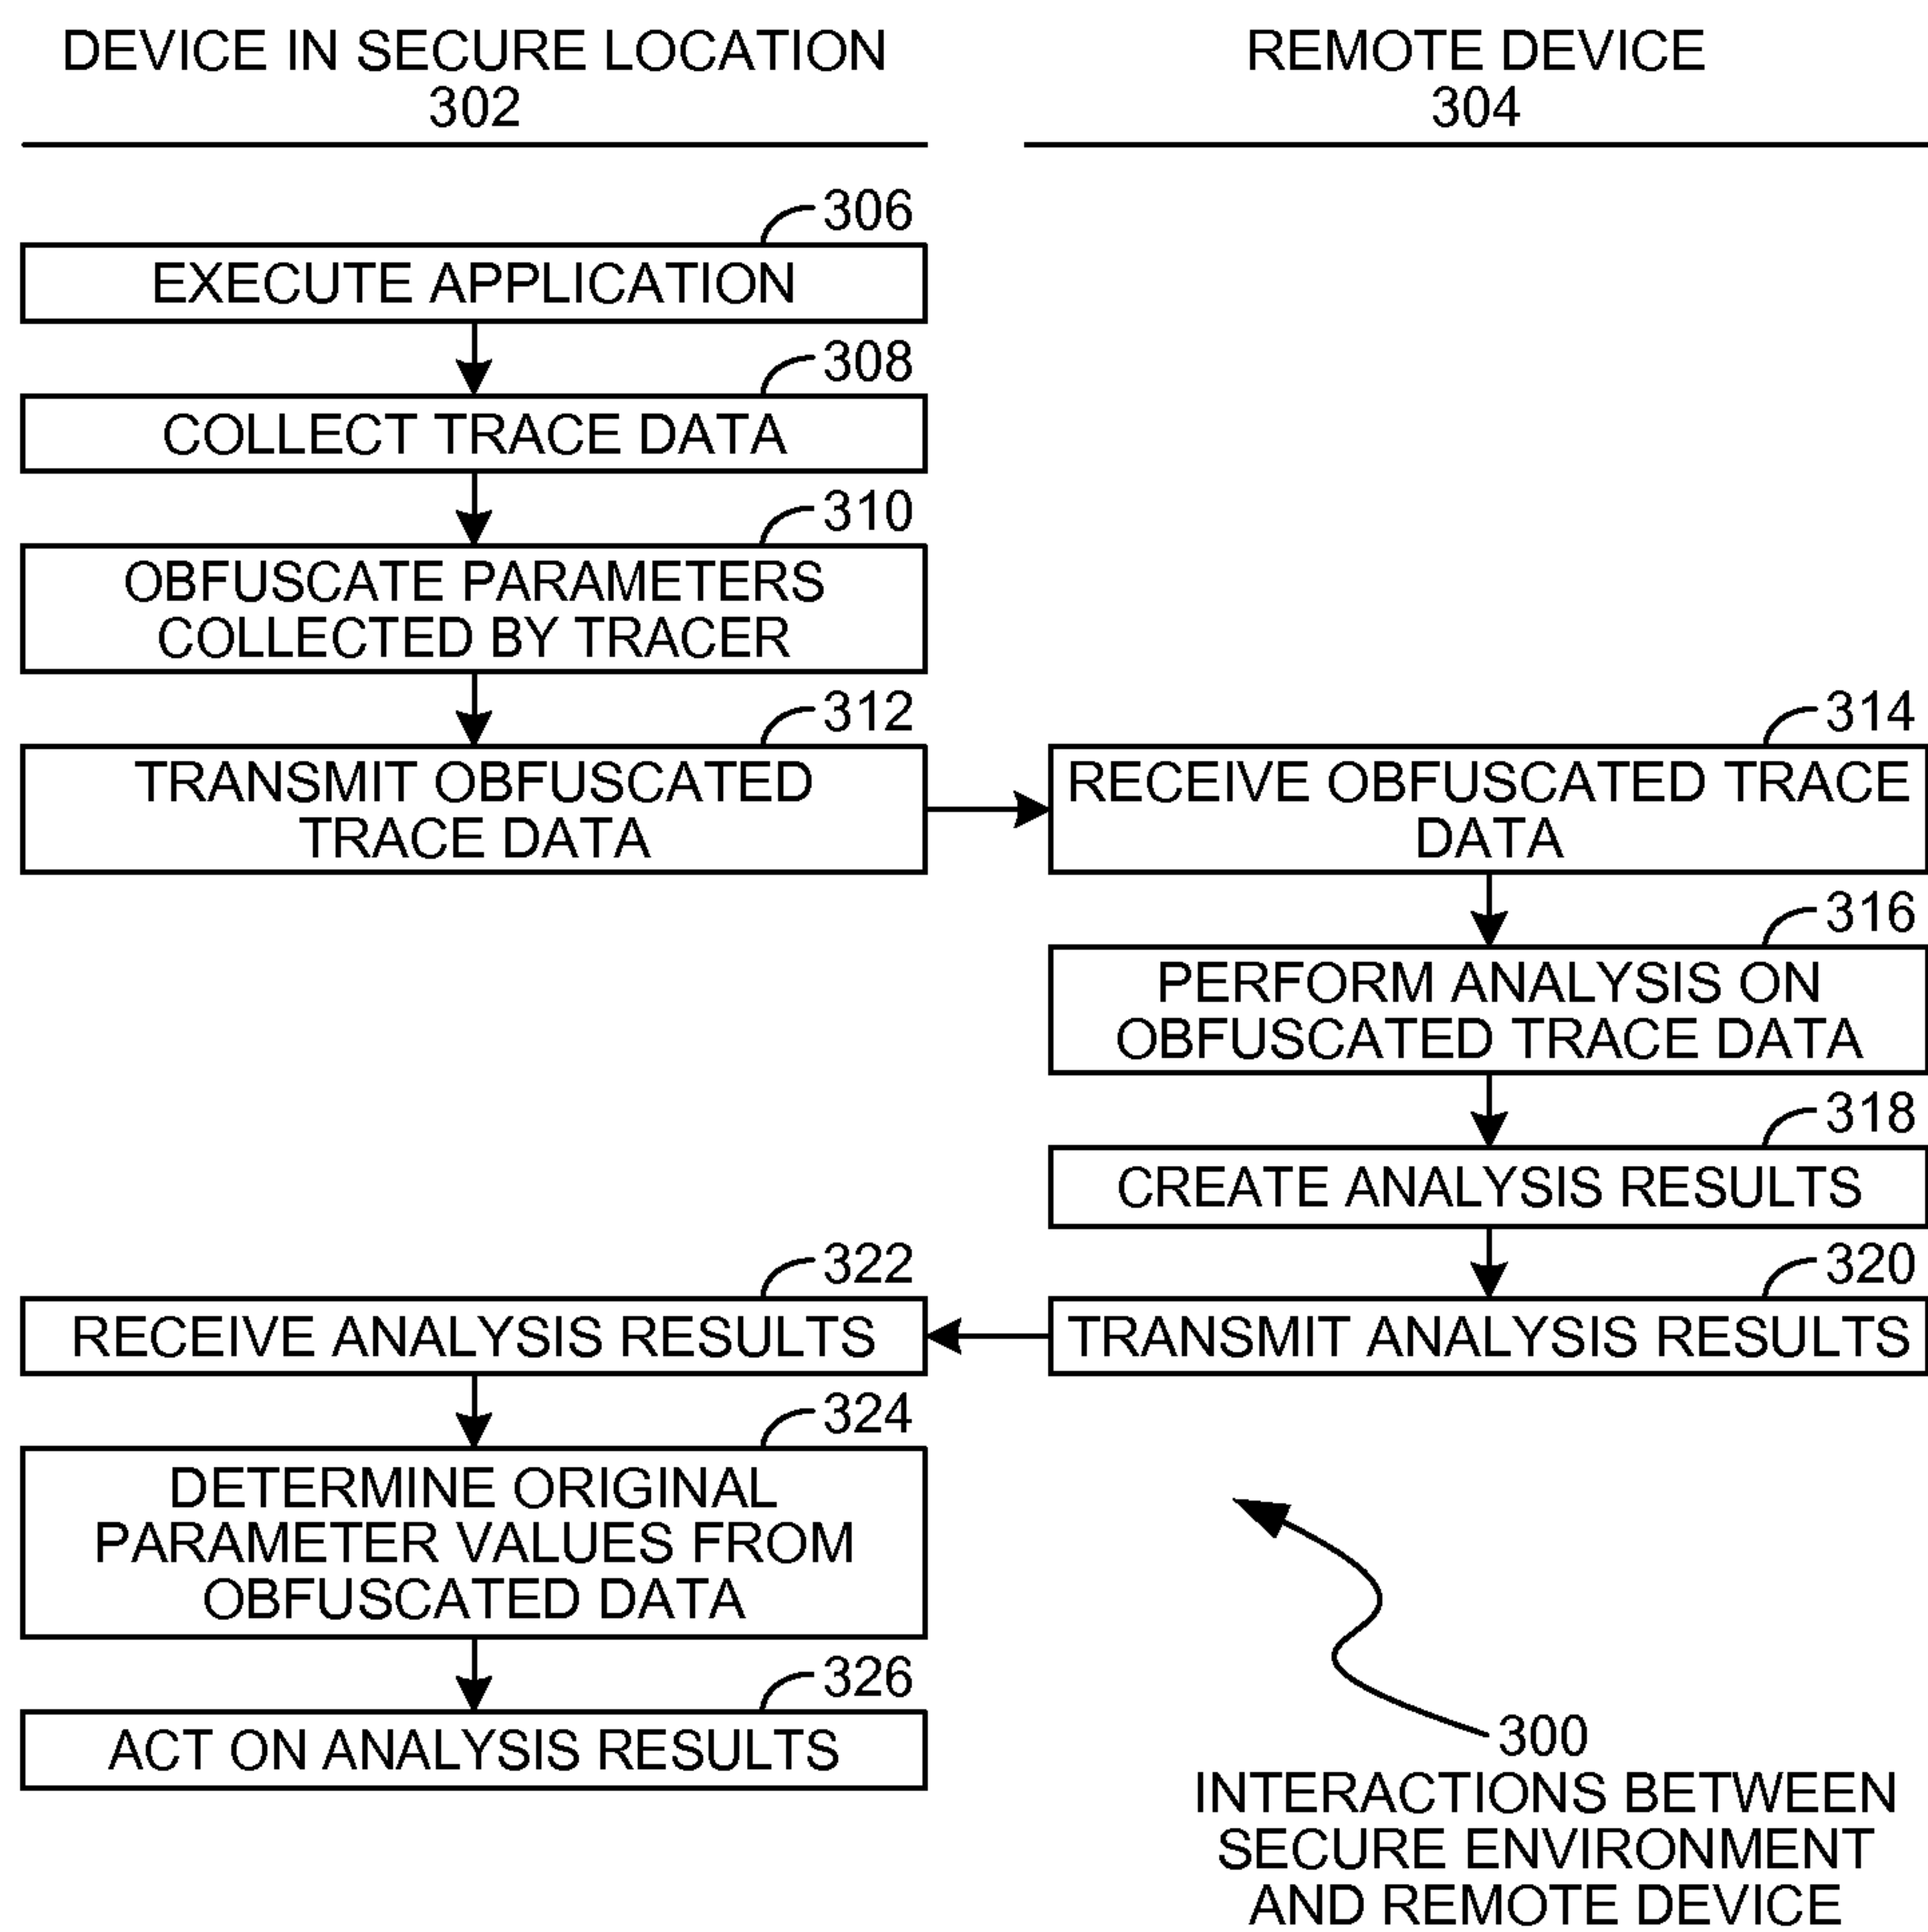 DEVICE IN SECURE LOCATION
302
REMOTE DEVICE
304
306
EXECUTE APPLICATION
308
COLLECT TRACE DATA
310
OBFUSCATE PARAMETERS
COLLECTED BY TRACER
312
TRANSMIT OBFUSCATED
TRACE DATA
314
RECEIVE OBFUSCATED TRACE
DATA
316
PERFORM ANALYSIS ON
OBFUSCATED TRACE DATA
318
CREATE ANALYSIS RESULTS
320
TRANSMIT ANALYSIS RESULTS
322
RECEIVE ANALYSIS RESULTS
324
DETERMINE ORIGINAL
PARAMETER VALUES FROM
OBFUSCATED DATA
326
ACT ON ANALYSIS RESULTS
300
INTERACTIONS BETWEEN
SECURE ENVIRONMENT
AND REMOTE DEVICE